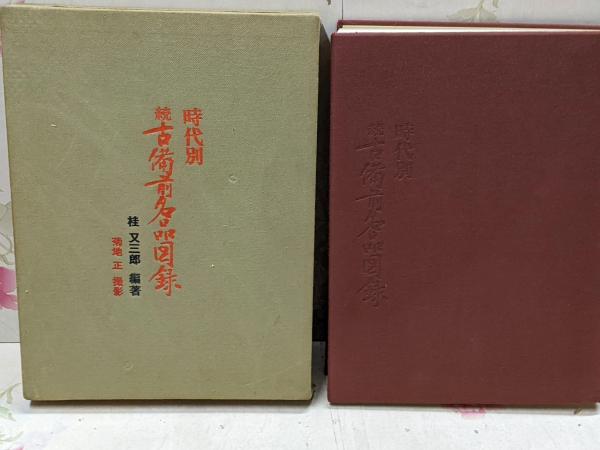 時代別
続 古備前名品図録
桂 又三郎 編著
菊地 正 撮影
時代別
続 古備前名品図録